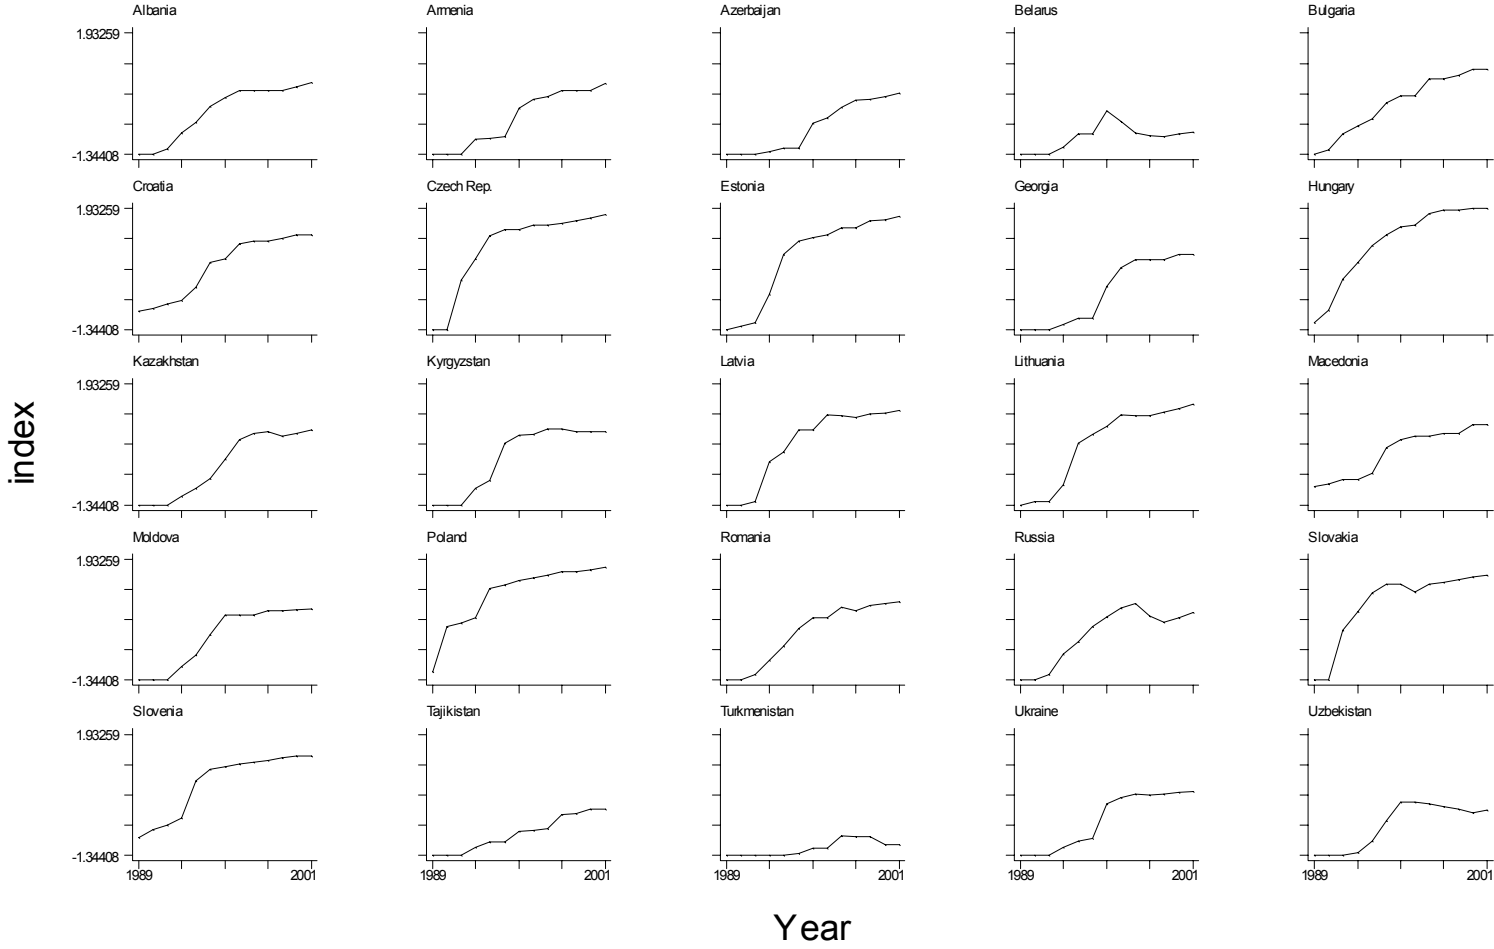 Albania Armenia Azerbaijan Belarus Bulgaria
1.93259
-1.34408
Croatia Czech Rep. Estonia Georgia Hungary
1.93259
-1.34408
Kazakhstan Kyrgyzstan Latvia Lithuania Macedonia
1.93259
-1.34408
Moldova Poland Romania Russia Slovakia
1.93259
-1.34408
Slovenia Tajikistan Turkmenistan Ukraine Uzbekistan
1.93259
-1.34408
1989 2001 1989 2001 1989 2001 1989 2001 1989 2001
index
Year